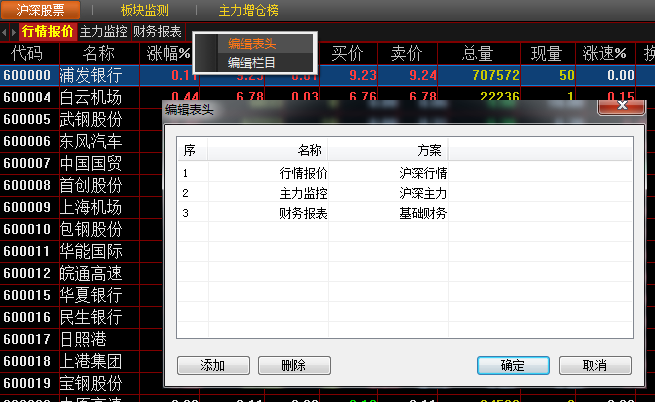 沪深股票 板块监测 主力增仓榜
行情报价 主力监控 财务报表
编辑表头
编辑栏目
代码 名称 涨幅% 买价 卖价 总量 现量 涨速%
600000 浦发银行 9.23 9.24 707572 50 0.00
600004 白云机场 0.44 6.78 0.03 6.76 6.78 22236 1 0.15
600005 武钢股份
600006 东风汽车
600007 中国国贸
600008 首创股份
600009 上海机场
600010 包钢股份
600011 华能国际
600012 皖通高速
600015 华夏银行
600016 民生银行
600017 日照港
600018 上港集团
600019 宝钢股份
编辑表头
序 名称 方案
1 行情报价 沪深行情
2 主力监控 沪深主力
3 财务报表 基础财务
添加 删除 确定 取消